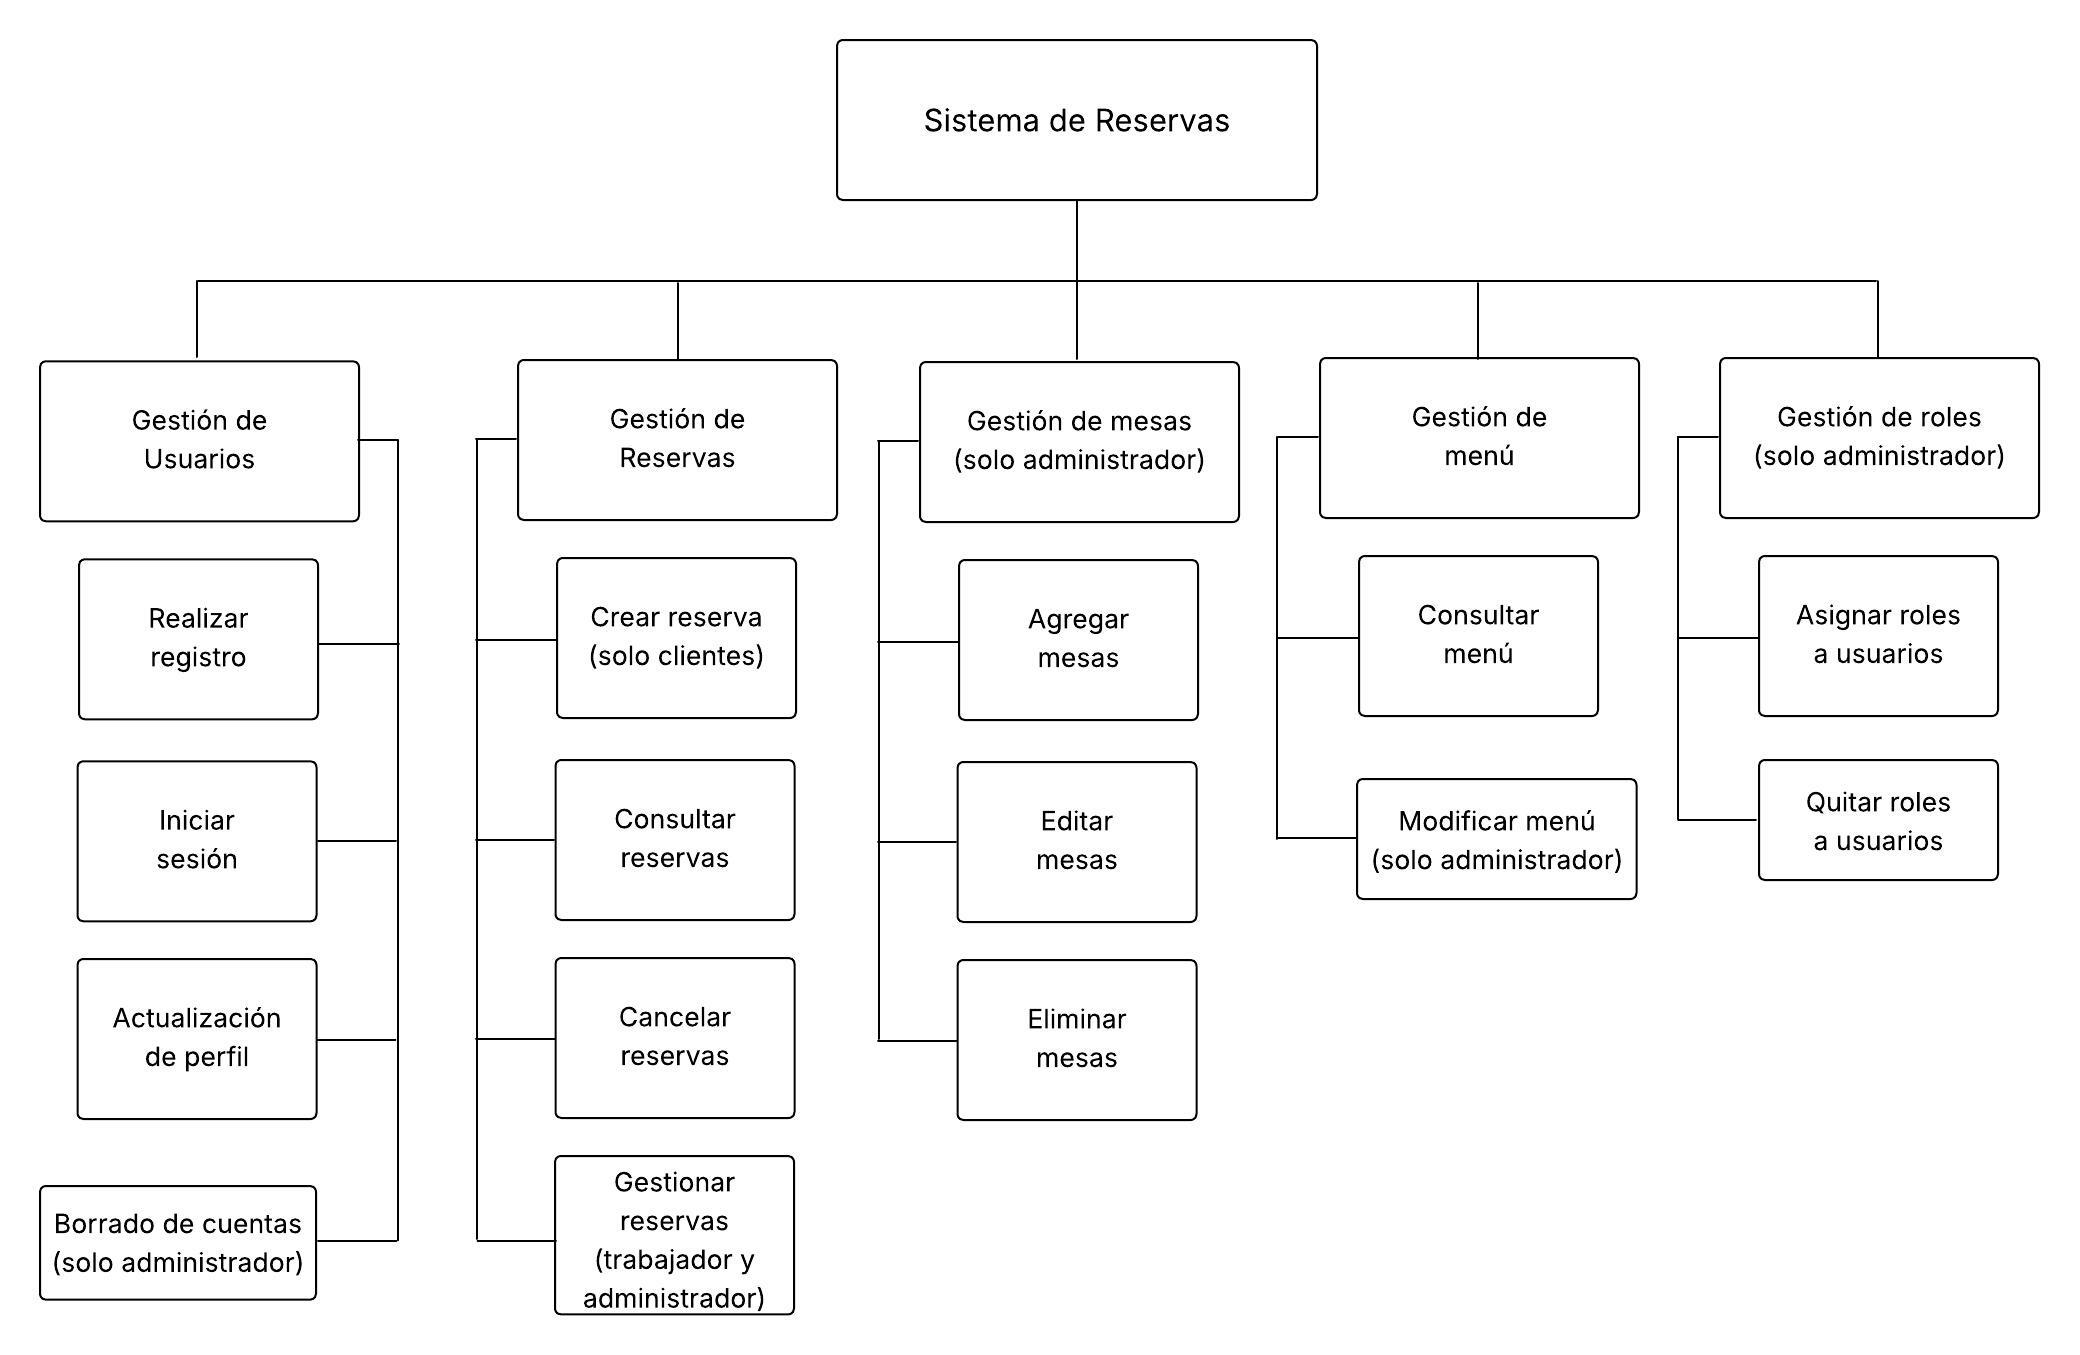 Sistema de Reservas
Gestión de
Usuarios
Realizar
registro
Iniciar
sesión
Actualización
de perfil
Borrado de cuentas
(solo administrador)
Gestión de
Reservas
Crear reserva
(solo clientes)
Consultar
reservas
Cancelar
reservas
Gestionar
reservas
(trabajador y
administrador)
Gestión de mesas
(solo administrador)
Agregar
mesas
Editar
mesas
Eliminar
mesas
Gestión de
menú
Consultar
menú
Modificar menú
(solo administrador)
Gestión de roles
(solo administrador)
Asignar roles
a usuarios
Quitar roles
a usuarios